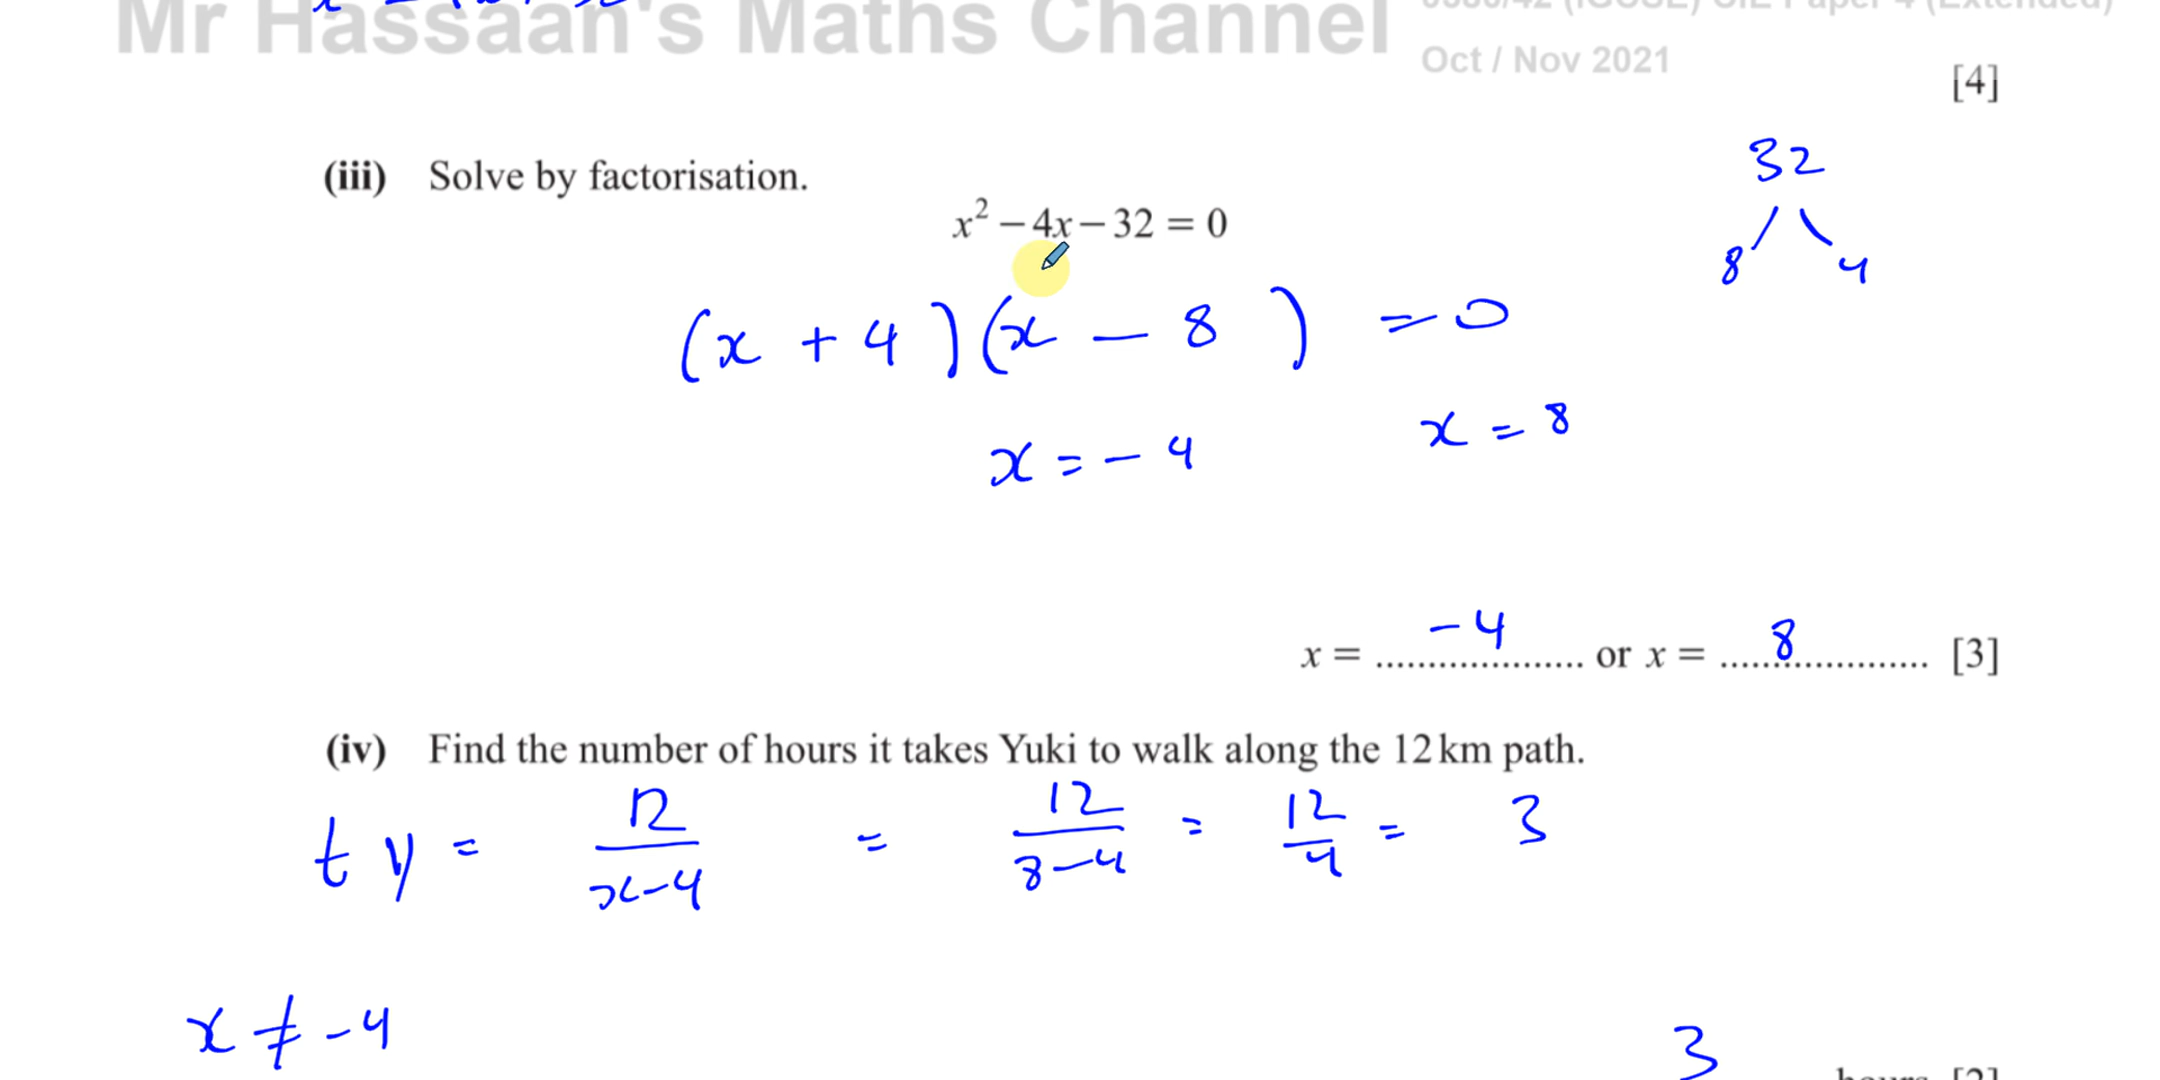 Mr Hassaan's Maths Channel
Oct / Nov 2021
[4]
(iii) Solve by factorisation.
x² – 4x – 32 = 0
32
8 4
(x + 4)(x – 8) = 0
x = – 4 x = 8
x = –4 or x = 8 [3]
(iv) Find the number of hours it takes Yuki to walk along the 12 km path.
t y = 12/(x–4) = 12/(8–4) = 12/4 = 3
x ≠ –4
3